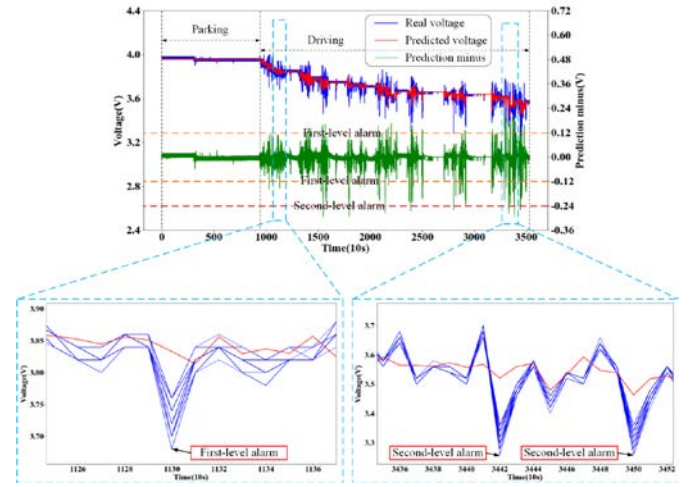 4.4
4.0
3.6
3.2
2.8
2.4
Voltage(V)
Parking
Driving
Real voltage
Predicted voltage
Prediction minus
First-level alarm
First-level alarm
Second-level alarm
0.72
0.60
0.48
0.36
0.24
0.12
0.00
-0.12
-0.24
-0.36
Prediction minus(V)
0 500 1000 1500 2000 2500 3000 3500
Time(10s)
3.90
3.85
3.80
3.75
3.70
Voltage(V)
First-level alarm
1126 1128 1130 1132 1134 1136
Time(10s)
3.7
3.6
3.5
3.4
3.3
Voltage(V)
Second-level alarm Second-level alarm
3436 3438 3440 3442 3444 3446 3448 3450 3452
Time(10s)